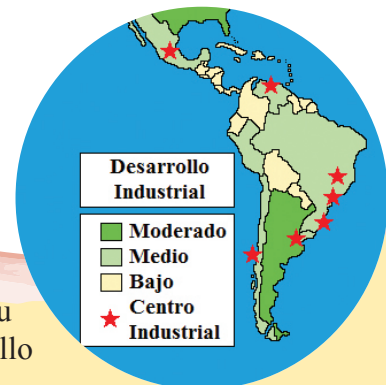 Desarrollo
Industrial
Moderado
Medio
Bajo
Centro
Industrial
u
llo